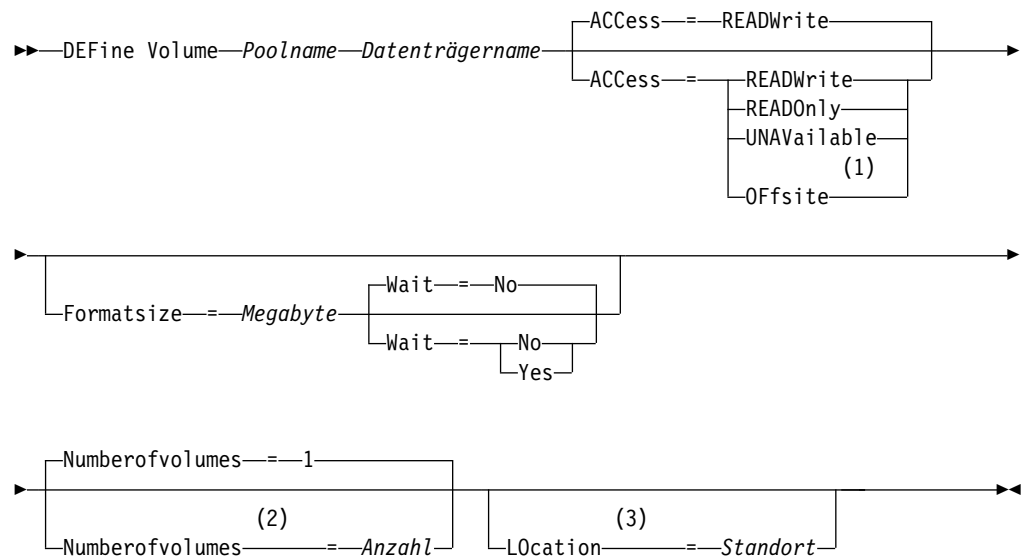 ACCess = READWrite
DEFine Volume Poolname Datenträgername
ACCess = READWrite
READOnly
UNAVailable
(1)
OFfsite
Wait = No
Formatsize = Megabyte
Wait = No
Yes
Numberofvolumes = 1
(2)
(3)
Numberofvolumes = Anzahl
LOcation = Standort